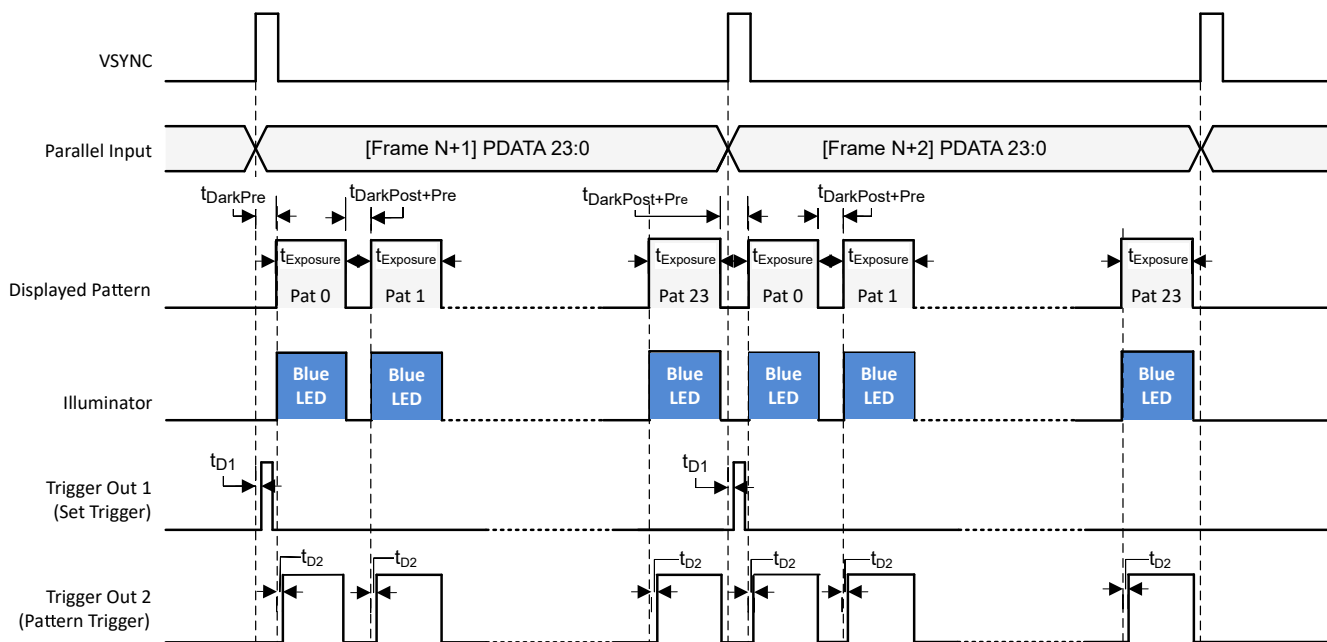 VSYNC
Parallel Input
[Frame N+1] PDATA 23:0
[Frame N+2] PDATA 23:0
tDarkPre
tDarkPost+Pre
tDarkPost+Pre
tDarkPost+Pre
Displayed Pattern
tExposure
tExposure
tExposure
tExposure
tExposure
tExposure
Pat 0
Pat 1
Pat 23
Pat 0
Pat 1
Pat 23
Illuminator
Blue
LED
Blue
LED
Blue
LED
Blue
LED
Blue
LED
Blue
LED
Trigger Out 1
(Set Trigger)
tD1
tD1
Trigger Out 2
(Pattern Trigger)
tD2
tD2
tD2
tD2
tD2
tD2